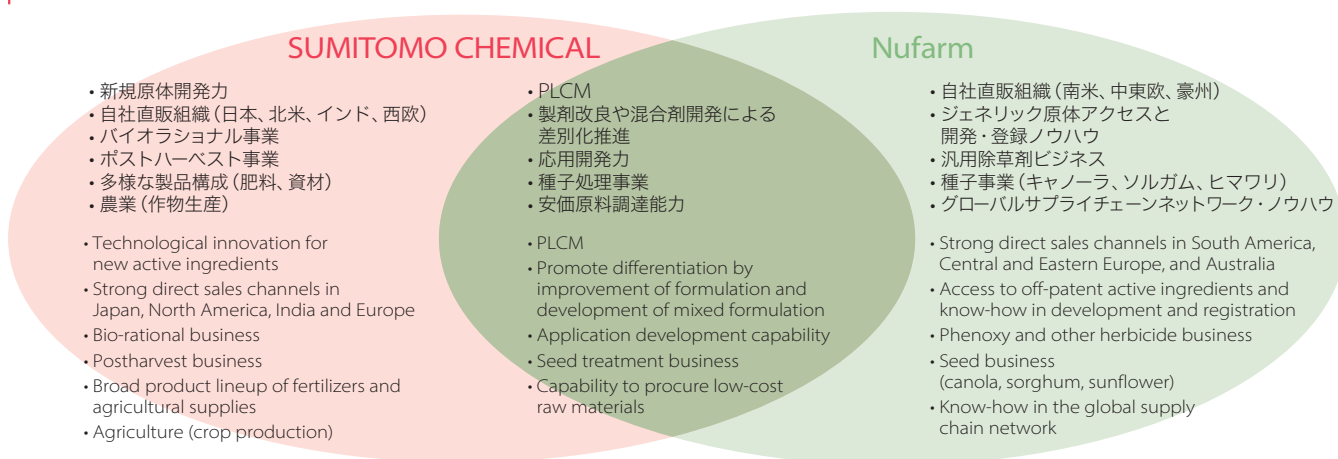 SUMITOMO CHEMICAL
• 新規原体開発力
• 自社直販組織（日本、北米、インド、西欧）
• バイオラショナル事業
• ポストハーベスト事業
• 多様な製品構成（肥料、資材）
• 農業（作物生産）
• Technological innovation for
new active ingredients
• Strong direct sales channels in
Japan, North America, India and Europe
• Bio-rational business
• Postharvest business
• Broad product lineup of fertilizers and
agricultural supplies
• Agriculture (crop production)
• PLCM
• 製剤改良や混合剤開発による
差別化推進
• 応用開発力
• 種子処理事業
• 安価原料調達能力
• PLCM
• Promote differentiation by
improvement of formulation and
development of mixed formulation
• Application development capability
• Seed treatment business
• Capability to procure low-cost
raw materials
Nufarm
• 自社直販組織（南米、中東欧、豪州）
• ジェネリック原体アクセスと
開発・登録ノウハウ
• 汎用除草剤ビジネス
• 種子事業（キャノーラ、ソルガム、ヒマワリ）
• グローバルサプライチェーンネットワーク・ノウハウ
• Strong direct sales channels in South America,
Central and Eastern Europe, and Australia
• Access to off-patent active ingredients and
know-how in development and registration
• Phenoxy and other herbicide business
• Seed business
(canola, sorghum, sunflower)
• Know-how in the global supply
chain network